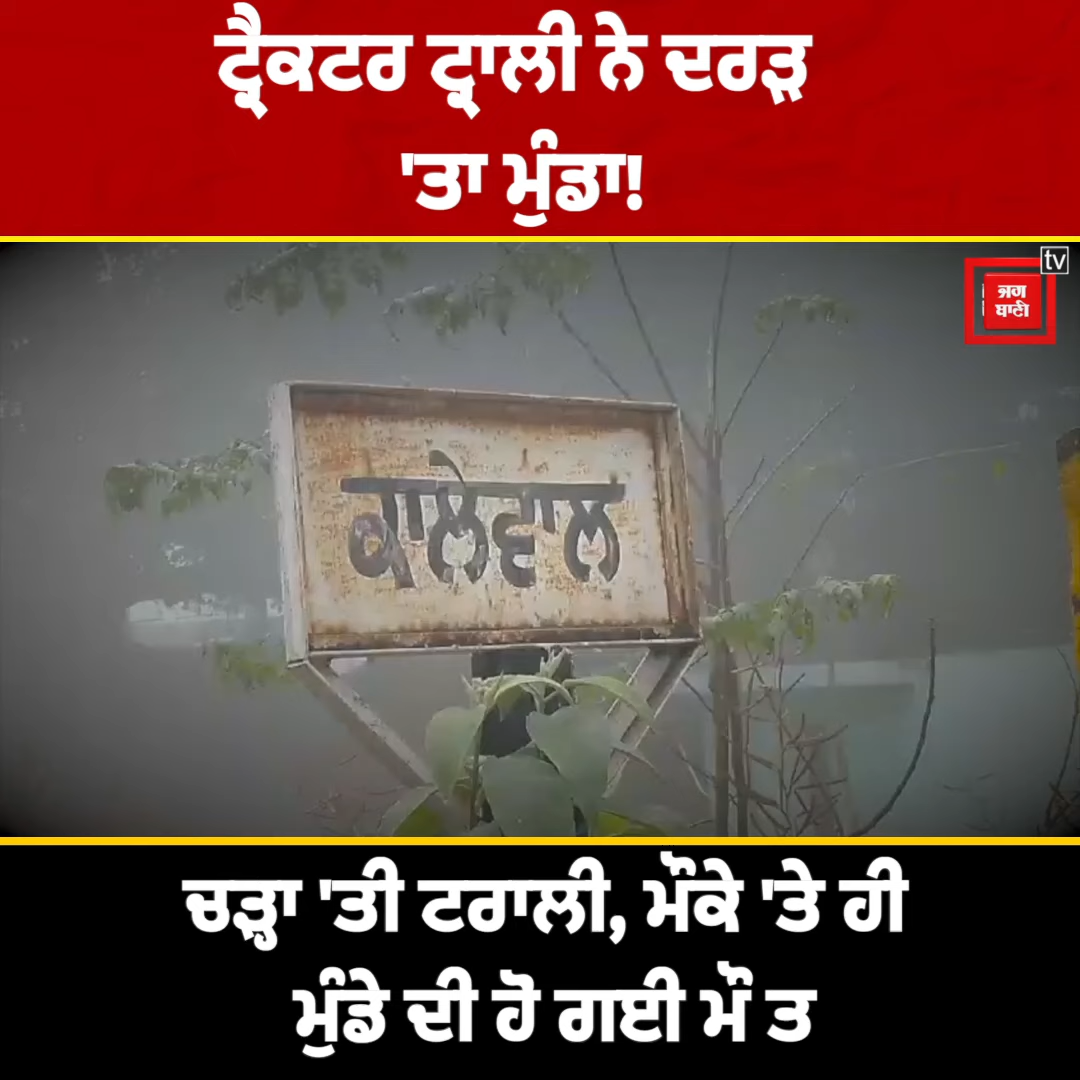 ਟ੍ਰੈਕਟਰ ਟ੍ਰਾਲੀ ਨੇ ਦਰੜ
'ਤਾ ਮੁੰਡਾ!
tv
ਜਗ
ਬਾਣੀ
ਕਾਲੇਵਾਲ
ਚੜ੍ਹਾ 'ਤੀ ਟਰਾਲੀ, ਮੌਕੇ 'ਤੇ ਹੀ
ਮੁੰਡੇ ਦੀ ਹੋ ਗਈ ਮੌ ਤ